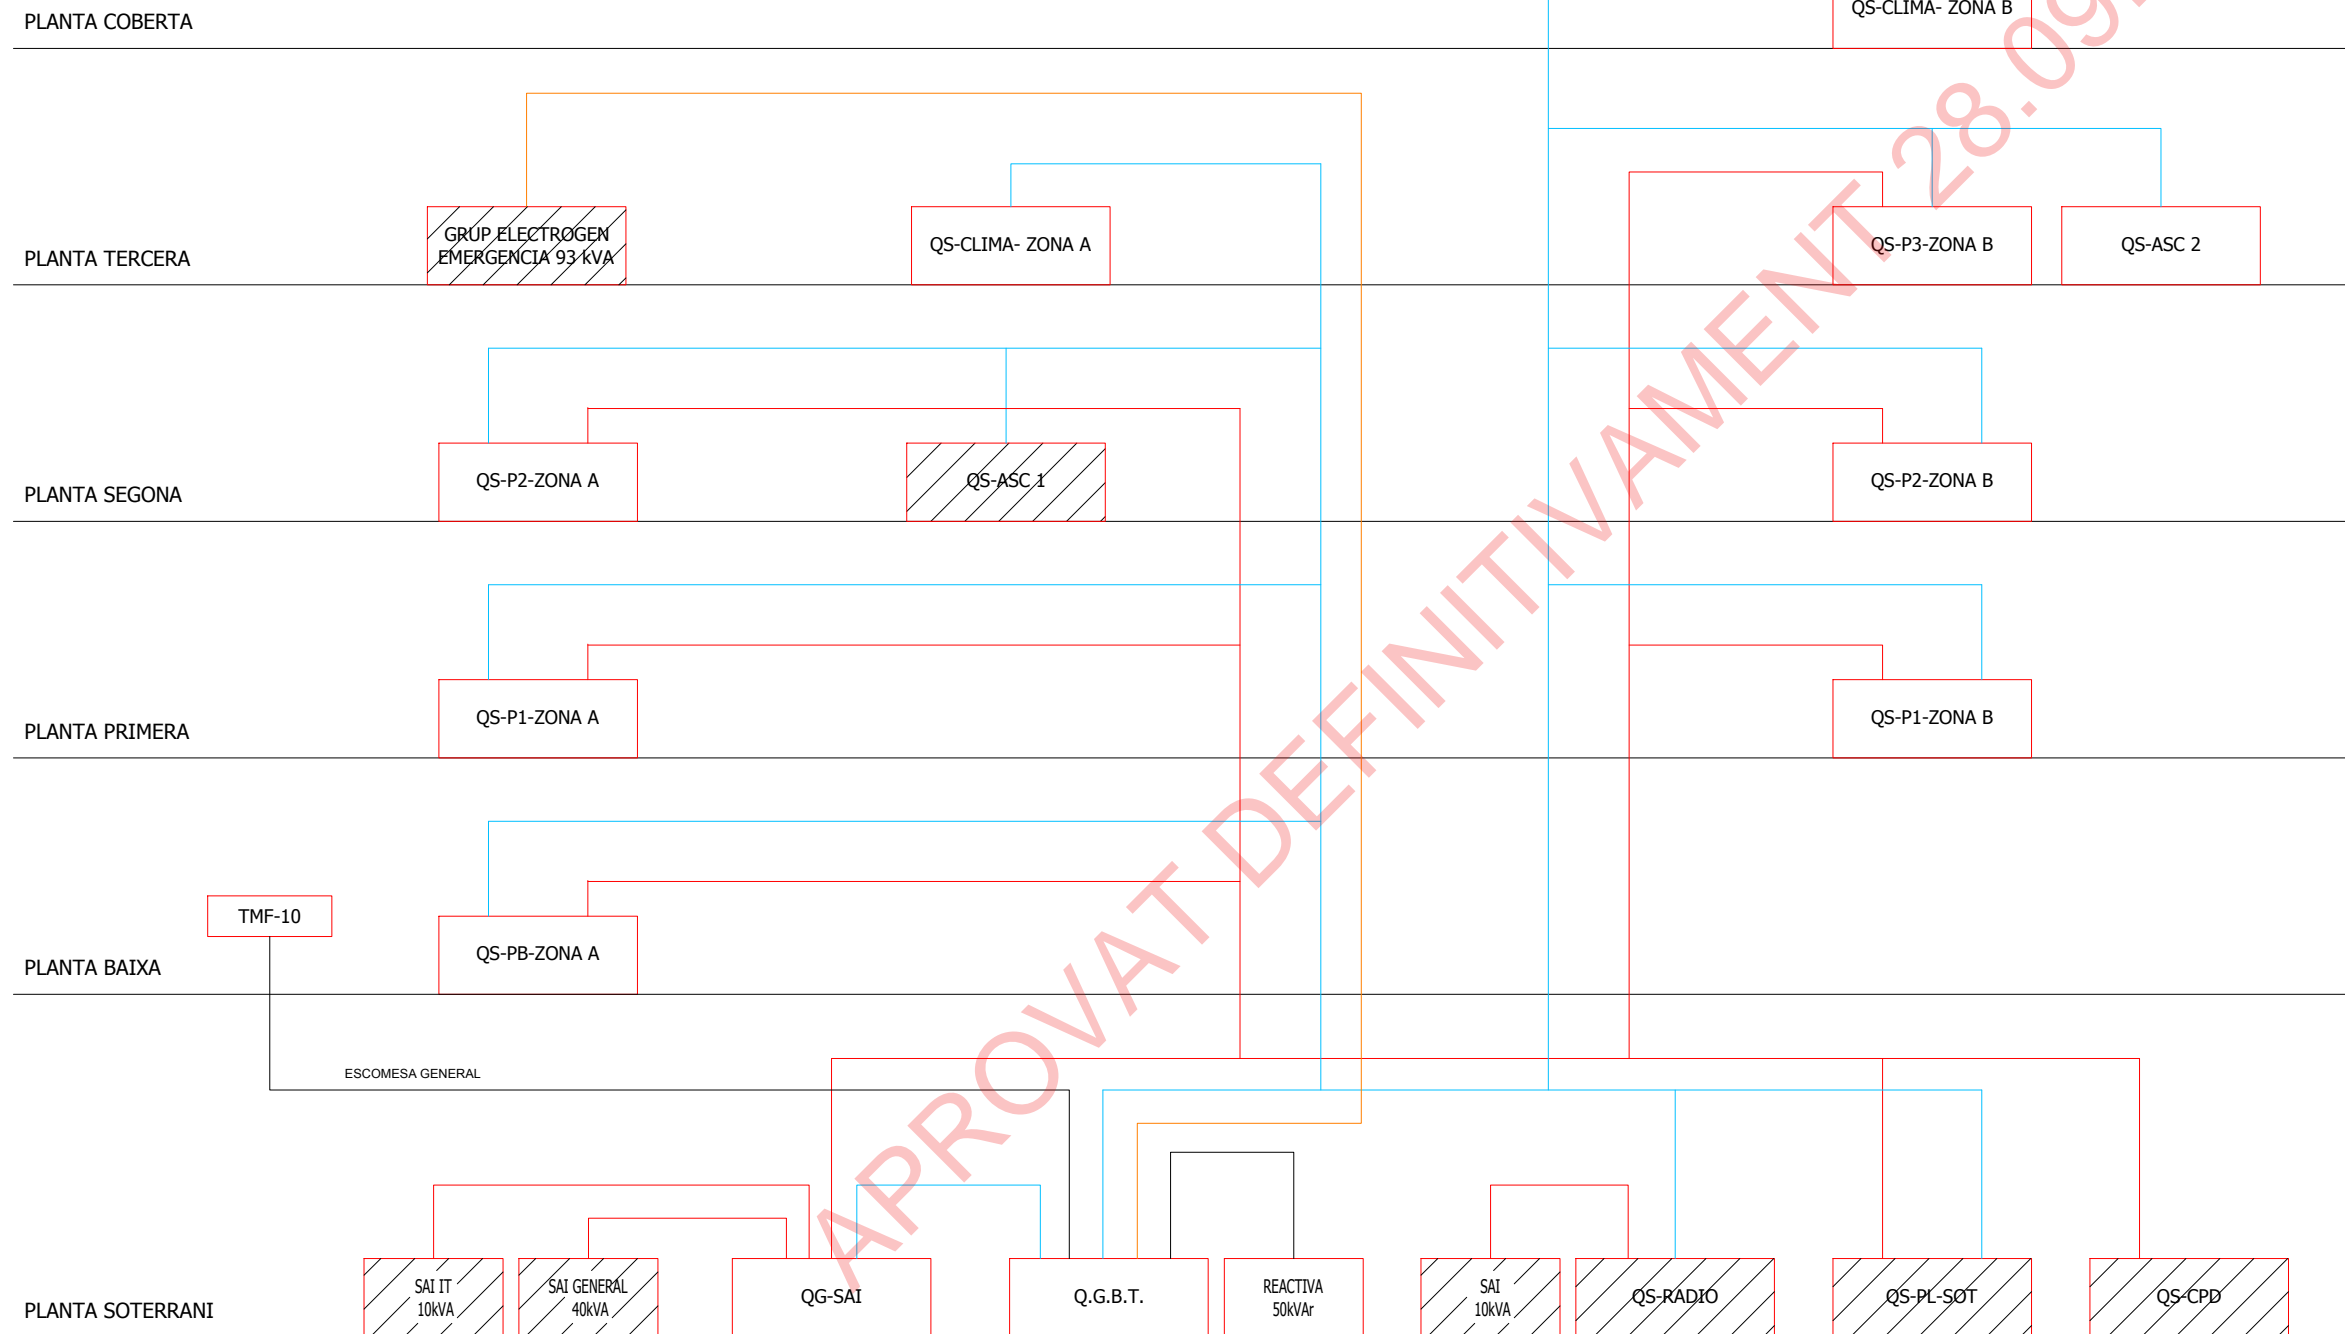 QS-CLIMA- ZONA B
PLANTA COBERTA
GRUP ELECTROGEN
EMERGENCIA 93 kVA
QS-CLIMA- ZONA A
QS-P3-ZONA B
QS-ASC 2
PLANTA TERCERA
QS-P2-ZONA A
QS-ASC 1
QS-P2-ZONA B
PLANTA SEGONA
QS-P1-ZONA A
QS-P1-ZONA B
PLANTA PRIMERA
TMF-10
QS-PB-ZONA A
PLANTA BAIXA
ESCOMESA GENERAL
SAI IT
10kVA
SAI GENERAL
40kVA
QG-SAI
Q.G.B.T.
REACTIVA
50kVAr
SAI
10kVA
QS-RADIO
QS-PL-SOT
QS-CPD
PLANTA SOTERRANI
APROVAT DEFINITIVAMENT 28.09.